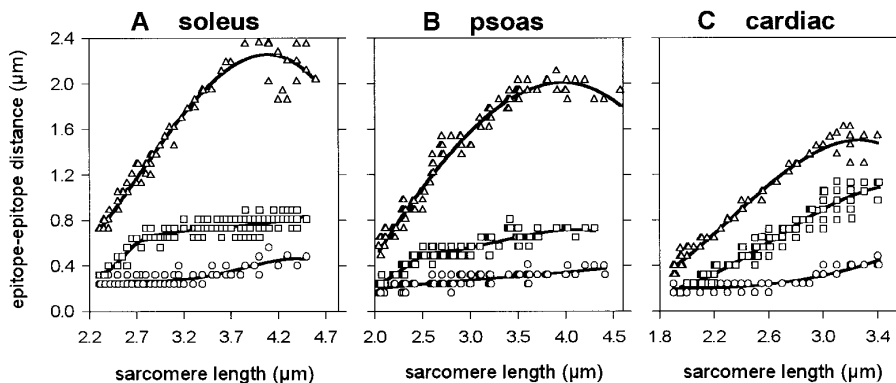 A soleus
B psoas
C cardiac
epitope-epitope distance (µm)
2.4
2.0
1.6
1.2
0.8
0.4
0.0
2.2 2.7 3.2 3.7 4.2 4.7
2.0 2.5 3.0 3.5 4.0 4.5
1.8 2.2 2.6 3.0 3.4
sarcomere length (µm)
sarcomere length (µm)
sarcomere length (µm)